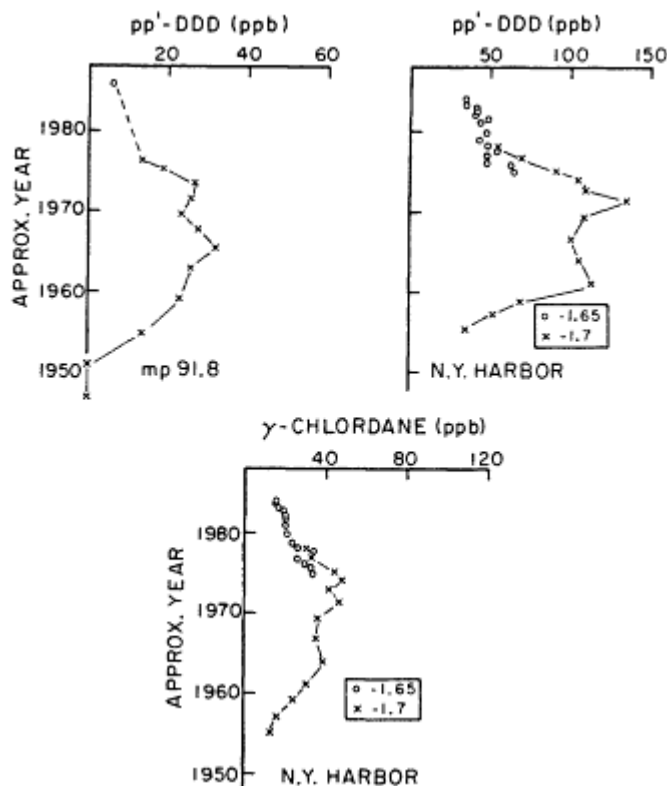 pp'-DDD (ppb)
20 40 60
1980
1970
1960
1950
APPROX. YEAR
mp 91.8
pp'-DDD (ppb)
50 100 150
o -1.65
x -1.7
N.Y. HARBOR
γ-CHLORDANE (ppb)
40 80 120
1980
1970
1960
1950
APPROX. YEAR
o -1.65
x -1.7
N.Y. HARBOR